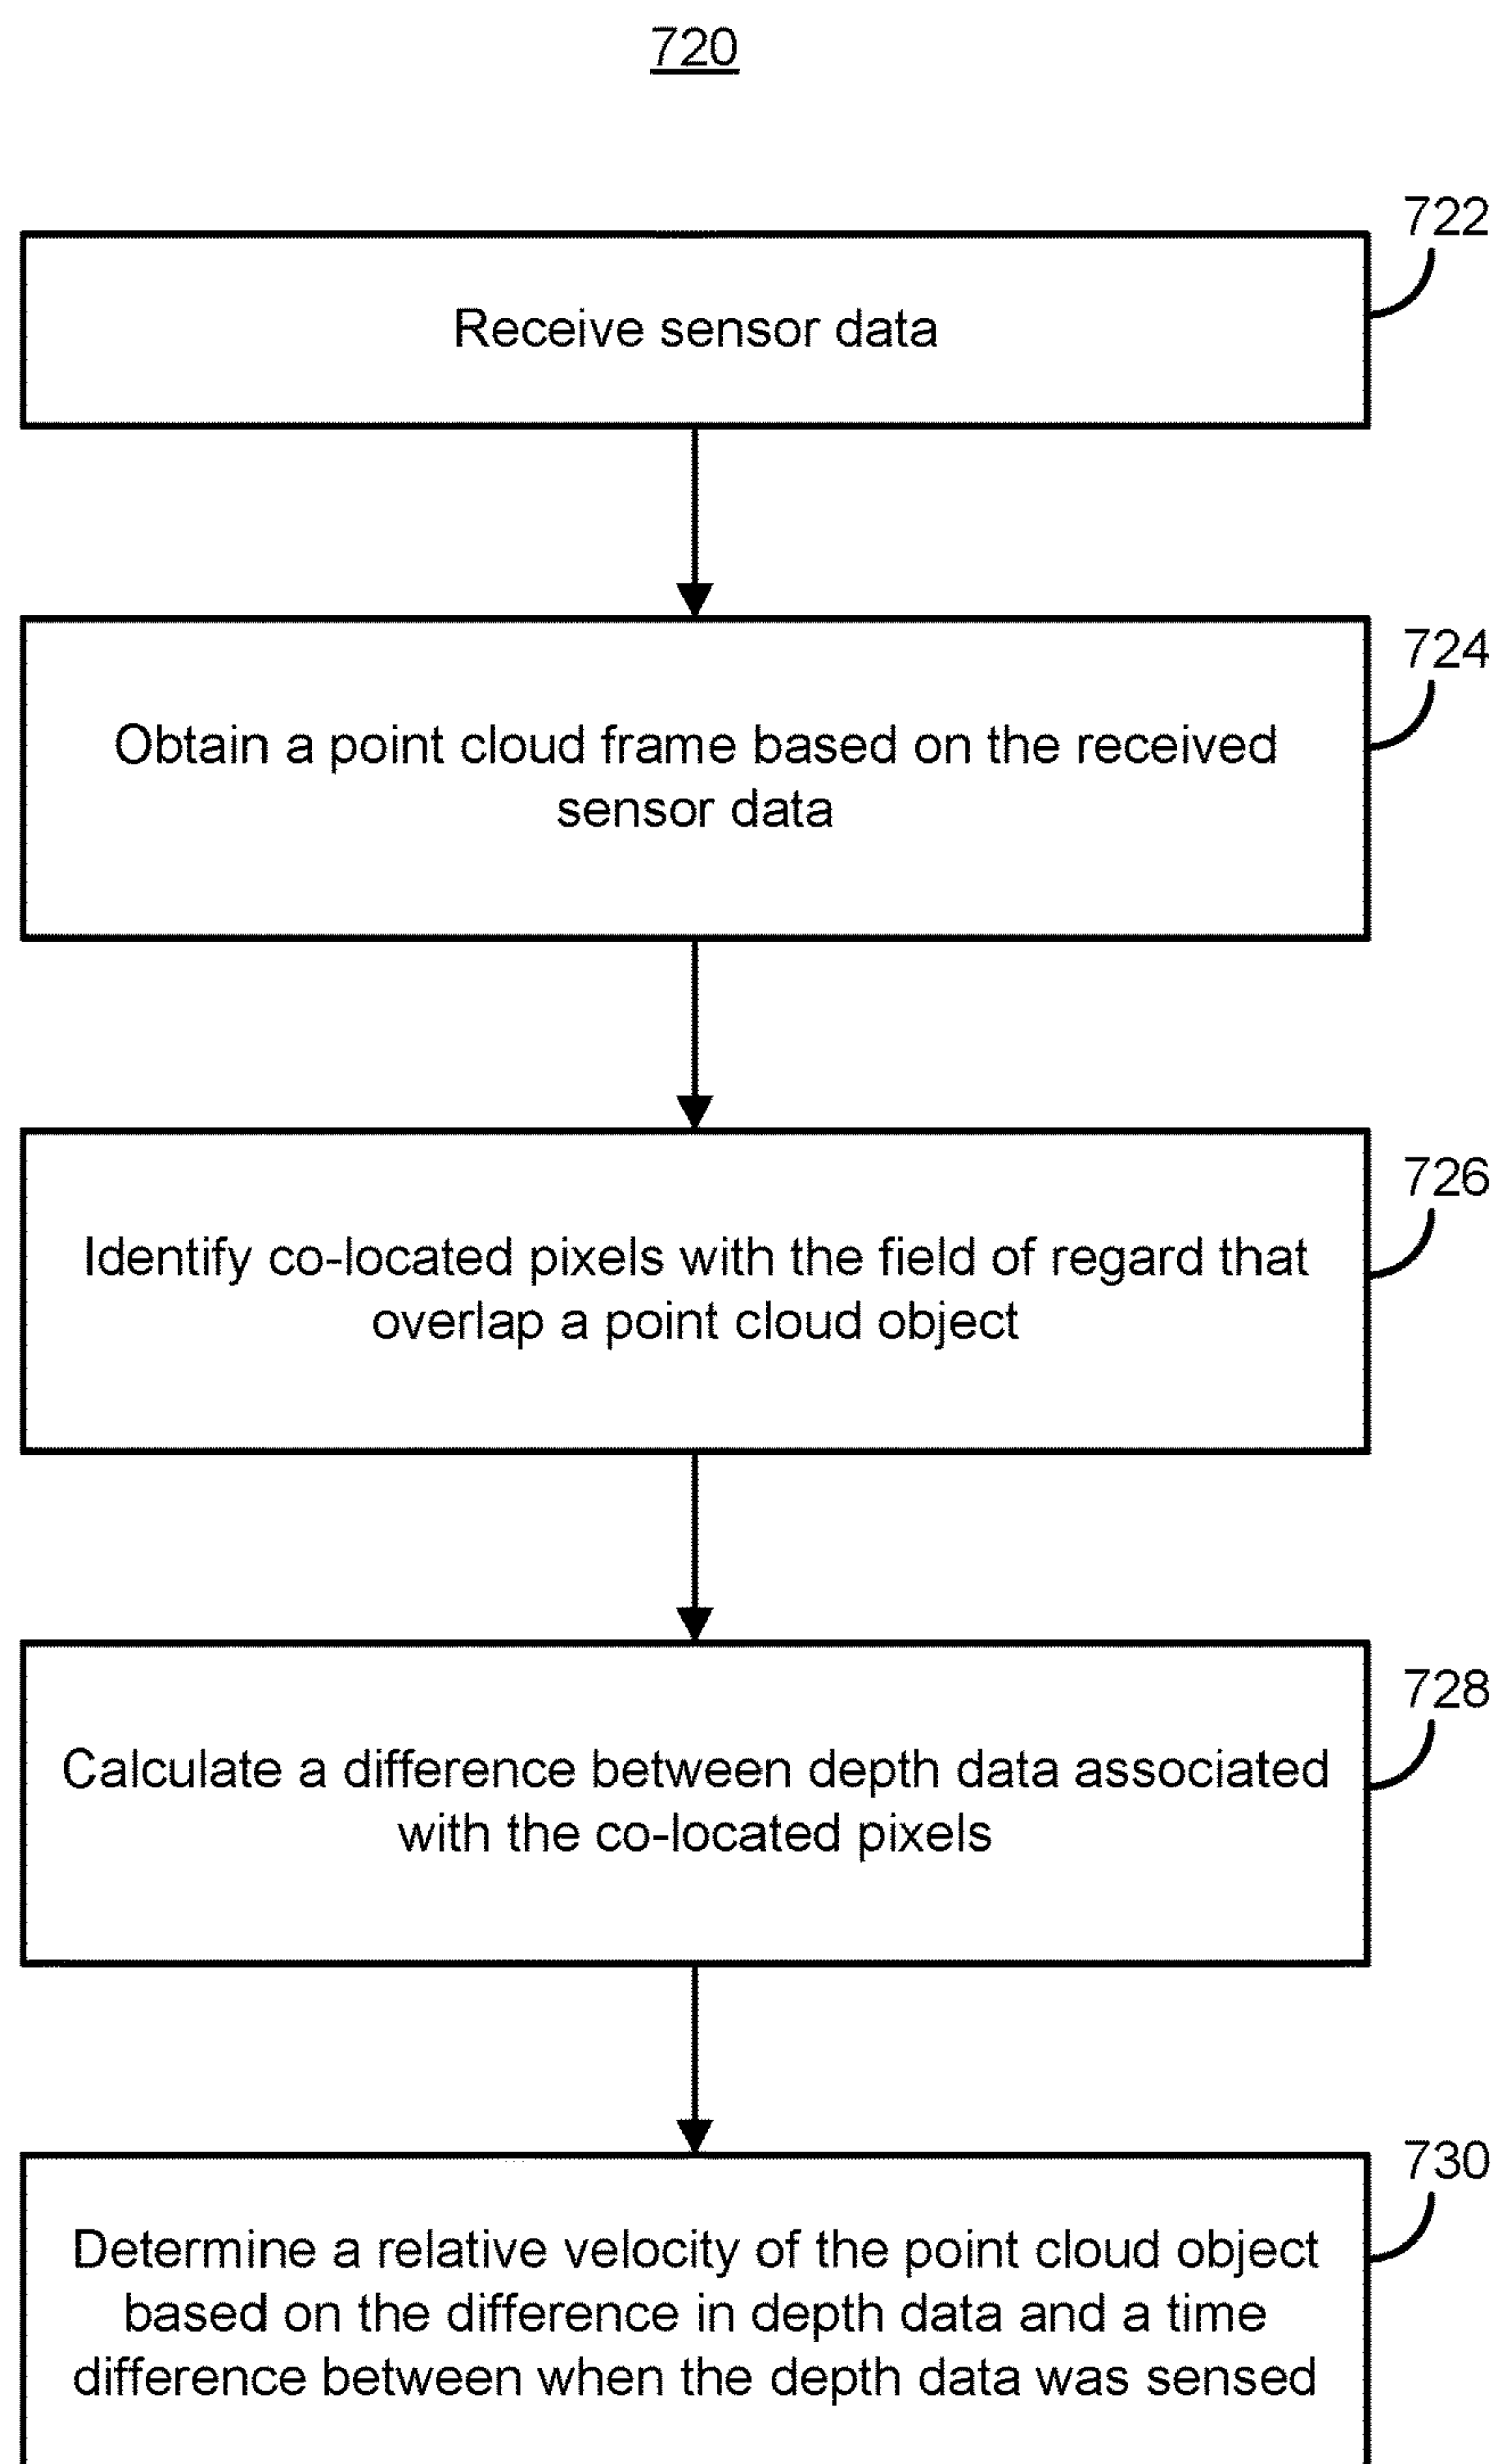 720
722
Receive sensor data
724
Obtain a point cloud frame based on the received
sensor data
726
Identify co-located pixels with the field of regard that
overlap a point cloud object
728
Calculate a difference between depth data associated
with the co-located pixels
730
Determine a relative velocity of the point cloud object
based on the difference in depth data and a time
difference between when the depth data was sensed